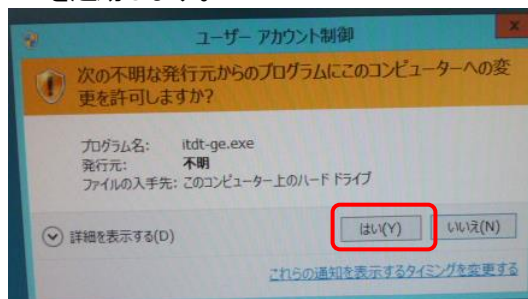 ユーザー アカウント制御
x
次の不明な発行元からのプログラムにこのコンピューターへの変
更を許可しますか?
プログラム名: itdt-ge.exe
発行元: 不明
ファイルの入手先: このコンピューター上のハード ドライブ
詳細を表示する(D)
はい(Y)
いいえ(N)
これらの通知を表示するタイミングを変更する